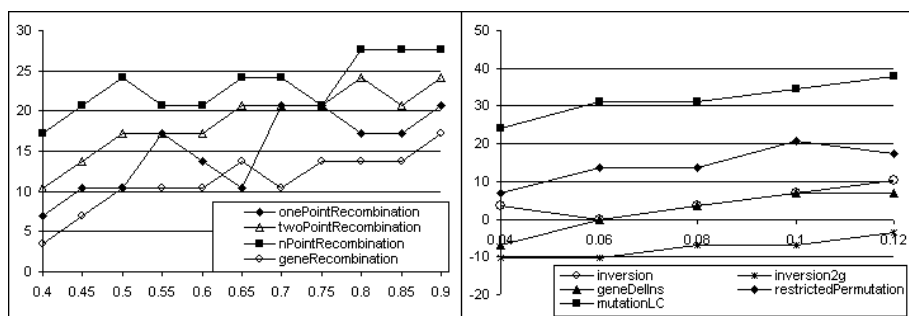 30
25
20
15
10
5
0
0.4 0.45 0.5 0.55 0.6 0.65 0.7 0.75 0.8 0.85 0.9
onePointRecombination
twoPointRecombination
nPointRecombination
geneRecombination
50
40
30
20
10
0
-10
-20
0.04 0.06 0.08 0.1 0.12
inversion inversion2g
geneDelIns restrictedPermutation
mutationLC